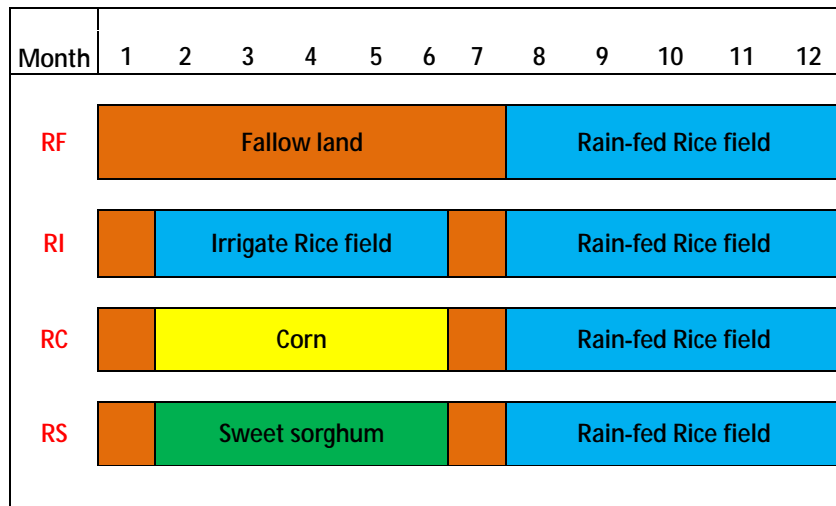 Month 1 2 3 4 5 6 7 8 9 10 11 12
RF Fallow land Rain-fed Rice field
RI Irrigate Rice field Rain-fed Rice field
RC Corn Rain-fed Rice field
RS Sweet sorghum Rain-fed Rice field